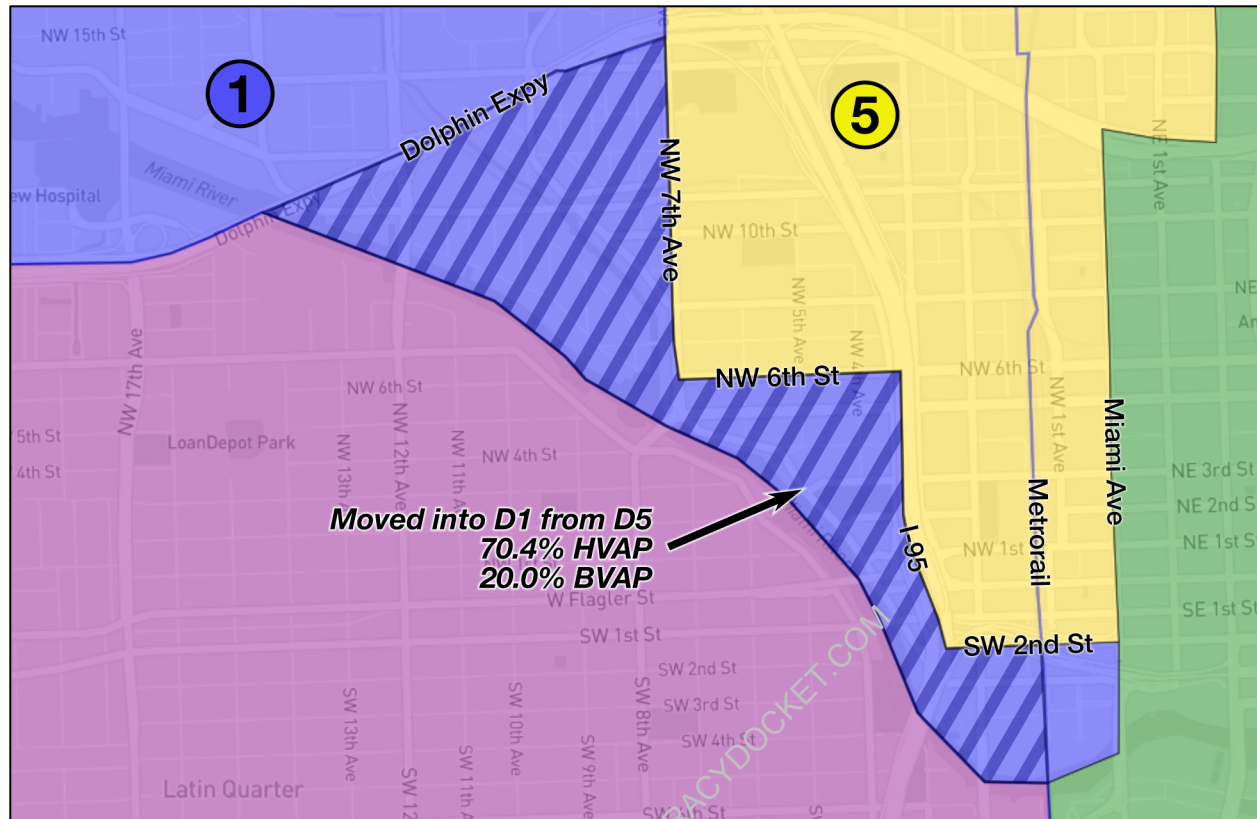 NW 15th St
1
5
Dolphin Expy
NE 1st Ave
Miami River
ew Hospital
Dolphin Expy
NW 7th Ave
NW 10th St
NW 5th Ave
NW 4th Ave
NE
NW 17th Ave
NW 6th St
NW 6th St
NW 6th St
NW 1st Ave
Miami Ave
5th St
4th St
LoanDepot Park
NW 13th A
NW 12th Ave
NW 11th A
NW 4th St
NE 3rd St
NE 2nd S
NE 1st S
Moved into D1 from D5
70.4% HVAP
20.0% BVAP
I-95
NW 1st
Metrorail
W Flagler St
SE 1st St
SW 1st St
SW 2nd St
SW 2nd St
SW 3rd St
SW 4th St
SW 13th Ave
SW 12
SW 11th A
SW 10th Ave
SW 9th Ave
SW 8th Ave
Latin Quarter
RACYDOCKET.COM